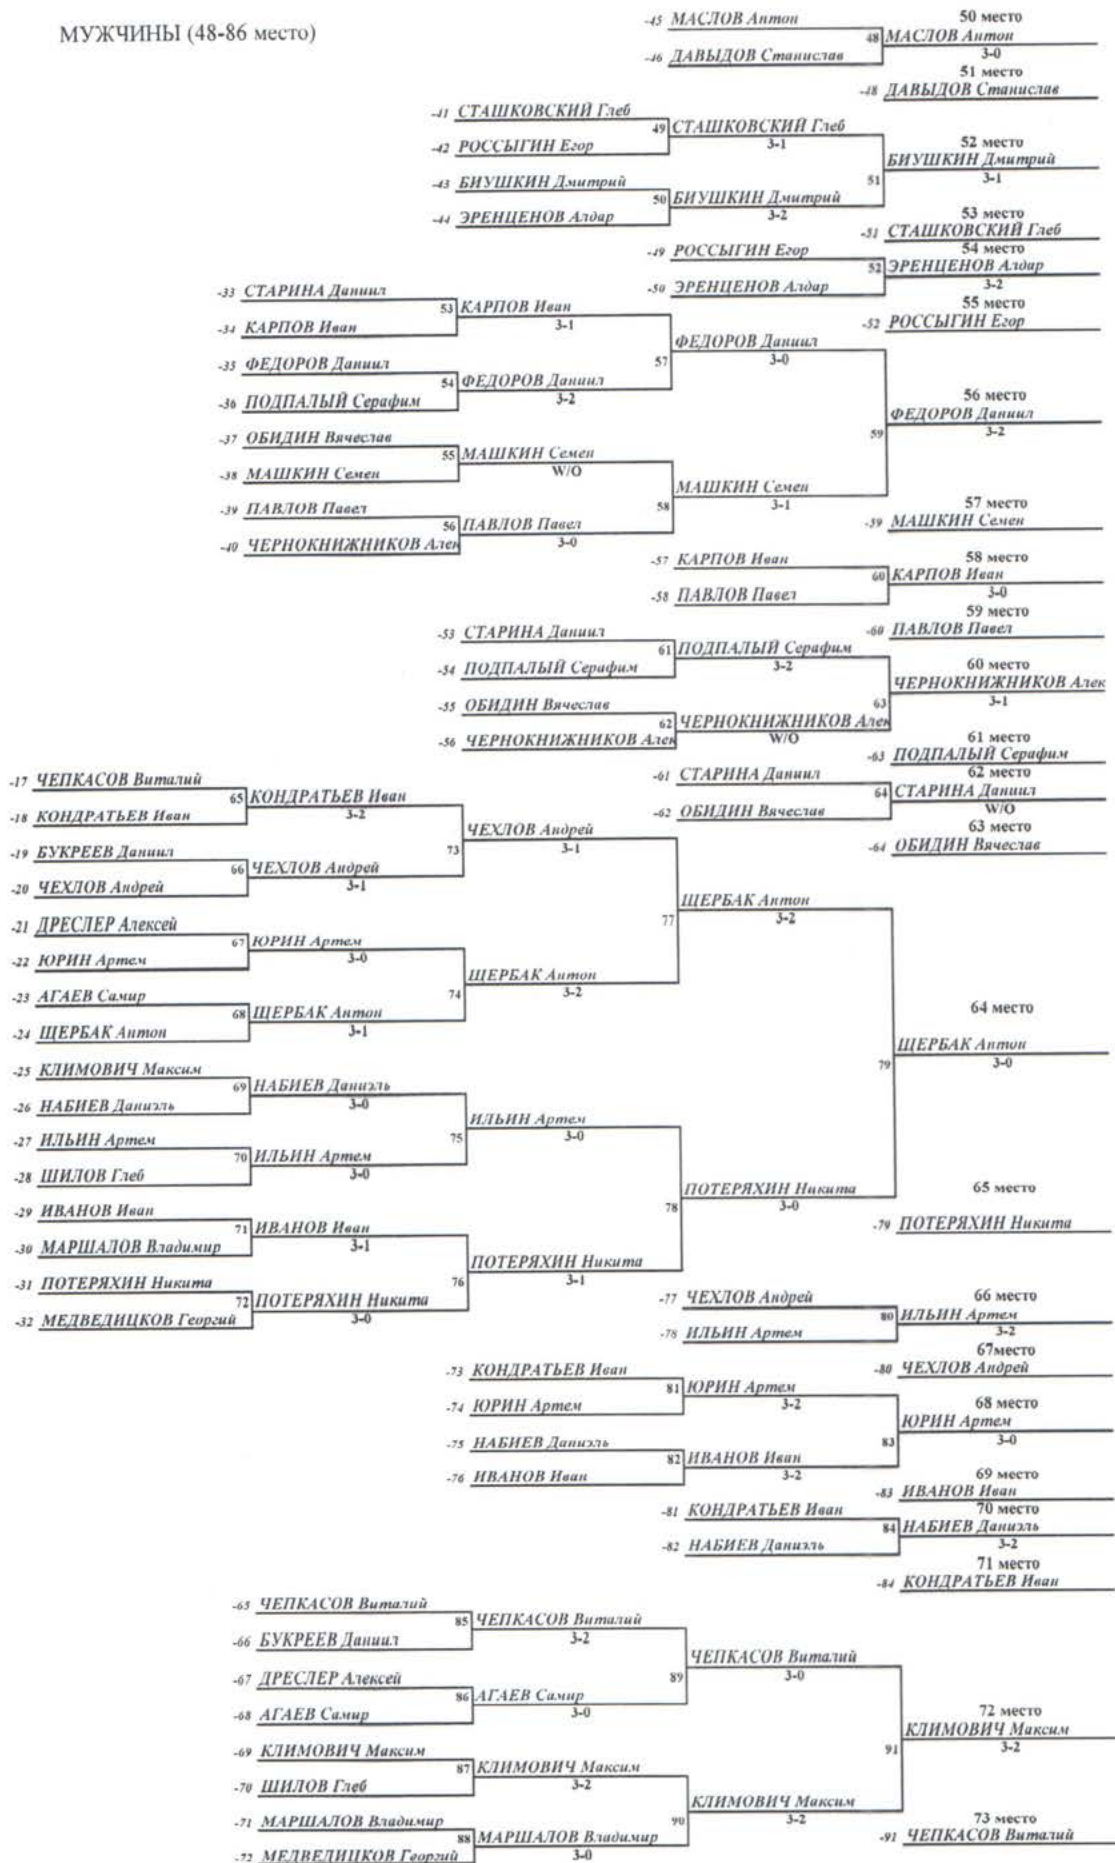 МУЖЧИНЫ (48-86 место)
-45 МАСЛОВ Антон
50 место
48 МАСЛОВ Антон
3-0
-46 ДАВЫДОВ Станислав
51 место
-48 ДАВЫДОВ Станислав
-41 СТАШКОВСКИЙ Глеб
49 СТАШКОВСКИЙ Глеб
3-1
-42 РОССЫГИН Егор
52 место
51 БИУШКИН Дмитрий
3-1
-43 БИУШКИН Дмитрий
50 БИУШКИН Дмитрий
3-2
-44 ЭРЕНЦЕНОВ Алдар
53 место
-51 СТАШКОВСКИЙ Глеб
-49 РОССЫГИН Егор
54 место
52 ЭРЕНЦЕНОВ Алдар
3-2
-50 ЭРЕНЦЕНОВ Алдар
55 место
-52 РОССЫГИН Егор
-33 СТАРИНА Даниил
53 КАРПОВ Иван
3-1
-34 КАРПОВ Иван
57 ФЕДОРОВ Даниил
3-0
-35 ФЕДОРОВ Даниил
54 ФЕДОРОВ Даниил
3-2
-36 ПОДПАЛЫЙ Серафим
56 место
59 ФЕДОРОВ Даниил
3-2
-37 ОБИДИН Вячеслав
55 МАШКИН Семен
W/O
-38 МАШКИН Семен
58 МАШКИН Семен
3-1
-39 ПАВЛОВ Павел
56 ПАВЛОВ Павел
3-0
-40 ЧЕРНОКНИЖНИКОВ Алек
57 место
-59 МАШКИН Семен
-57 КАРПОВ Иван
58 место
60 КАРПОВ Иван
3-0
-58 ПАВЛОВ Павел
59 место
-60 ПАВЛОВ Павел
-53 СТАРИНА Даниил
61 ПОДПАЛЫЙ Серафим
3-2
-54 ПОДПАЛЫЙ Серафим
60 место
63 ЧЕРНОКНИЖНИКОВ Алек
3-1
-55 ОБИДИН Вячеслав
62 ЧЕРНОКНИЖНИКОВ Алек
W/O
-56 ЧЕРНОКНИЖНИКОВ Алек
61 место
-63 ПОДПАЛЫЙ Серафим
-61 СТАРИНА Даниил
62 место
64 СТАРИНА Даниил
W/O
-62 ОБИДИН Вячеслав
63 место
-64 ОБИДИН Вячеслав
-17 ЧЕПКАСОВ Виталий
65 КОНДРАТЬЕВ Иван
3-2
-18 КОНДРАТЬЕВ Иван
73 ЧЕХЛОВ Андрей
3-1
-19 БУКРЕЕВ Даниил
66 ЧЕХЛОВ Андрей
3-1
-20 ЧЕХЛОВ Андрей
77 ЩЕРБАК Антон
3-2
-21 ДРЕСЛЕР Алексей
67 ЮРИН Артем
3-0
-22 ЮРИН Артем
74 ЩЕРБАК Антон
3-2
-23 АГАЕВ Самир
68 ЩЕРБАК Антон
3-1
-24 ЩЕРБАК Антон
64 место
79 ЩЕРБАК Антон
3-0
-25 КЛИМОВИЧ Максим
69 НАБИЕВ Даниэль
3-0
-26 НАБИЕВ Даниэль
75 ИЛЬИН Артем
3-0
-27 ИЛЬИН Артем
70 ИЛЬИН Артем
3-0
-28 ШИЛОВ Глеб
78 ПОТЕРЯХИН Никита
3-0
65 место
-79 ПОТЕРЯХИН Никита
-29 ИВАНОВ Иван
71 ИВАНОВ Иван
3-1
-30 МАРШАЛОВ Владимир
76 ПОТЕРЯХИН Никита
3-1
-31 ПОТЕРЯХИН Никита
72 ПОТЕРЯХИН Никита
3-0
-32 МЕДВЕДИЦКОВ Георгий
-77 ЧЕХЛОВ Андрей
66 место
80 ИЛЬИН Артем
3-2
-78 ИЛЬИН Артем
67место
-80 ЧЕХЛОВ Андрей
-73 КОНДРАТЬЕВ Иван
81 ЮРИН Артем
3-2
-74 ЮРИН Артем
68 место
83 ЮРИН Артем
3-0
-75 НАБИЕВ Даниэль
82 ИВАНОВ Иван
3-2
-76 ИВАНОВ Иван
69 место
-83 ИВАНОВ Иван
-81 КОНДРАТЬЕВ Иван
70 место
84 НАБИЕВ Даниэль
3-2
-82 НАБИЕВ Даниэль
71 место
-84 КОНДРАТЬЕВ Иван
-65 ЧЕПКАСОВ Виталий
85 ЧЕПКАСОВ Виталий
3-2
-66 БУКРЕЕВ Даниил
89 ЧЕПКАСОВ Виталий
3-0
-67 ДРЕСЛЕР Алексей
86 АГАЕВ Самир
3-0
-68 АГАЕВ Самир
72 место
91 КЛИМОВИЧ Максим
3-2
-69 КЛИМОВИЧ Максим
87 КЛИМОВИЧ Максим
3-2
-70 ШИЛОВ Глеб
90 КЛИМОВИЧ Максим
3-2
-71 МАРШАЛОВ Владимир
88 МАРШАЛОВ Владимир
3-0
-72 МЕДВЕДИЦКОВ Георгий
73 место
-91 ЧЕПКАСОВ Виталий